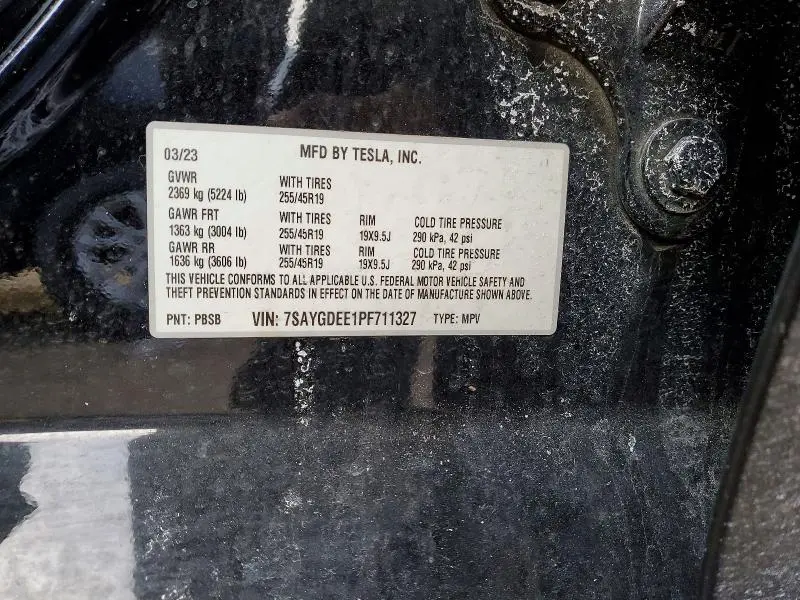 03/23 MFD BY TESLA, INC.
GVWR WITH TIRES
2369 kg (5224 lb) 255/45R19
GAWR FRT WITH TIRES RIM COLD TIRE PRESSURE
1363 kg (3004 lb) 255/45R19 19X9.5J 290 kPa, 42 psi
GAWR RR WITH TIRES RIM COLD TIRE PRESSURE
1636 kg (3606 lb) 255/45R19 19X9.5J 290 kPa, 42 psi
THIS VEHICLE CONFORMS TO ALL APPLICABLE U.S. FEDERAL MOTOR VEHICLE SAFETY AND
THEFT PREVENTION STANDARDS IN EFFECT ON THE DATE OF MANUFACTURE SHOWN ABOVE.
PNT: PBSB VIN: 7SAYGDEE1PF711327 TYPE: MPV